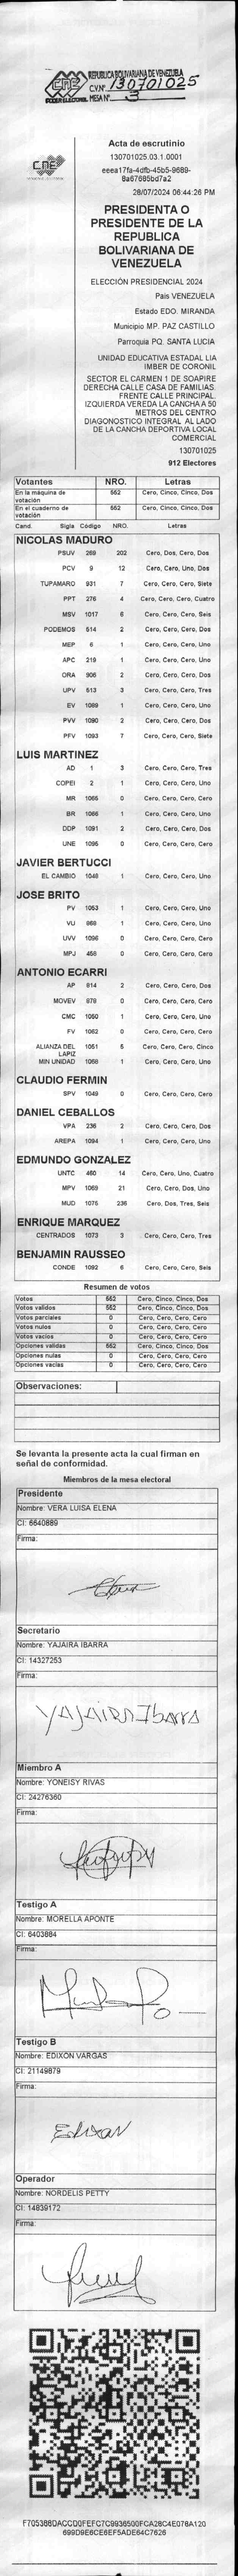 CNE
PODER ELECTORAL
REPUBLICA BOLIVARIANA DE VENEZUELA
C.V.Nº 130701025
MESA Nº 3
CNE
Acta de escrutinio
130701025.03.1.0001
eeea17fa-4dfb-45b5-9689-
8a67685bd7a2
28/07/2024 06:44:26 PM
PRESIDENTA O
PRESIDENTE DE LA
REPUBLICA
BOLIVARIANA DE
VENEZUELA
ELECCIÓN PRESIDENCIAL 2024
País VENEZUELA
Estado EDO. MIRANDA
Municipio MP. PAZ CASTILLO
Parroquia PQ. SANTA LUCIA
UNIDAD EDUCATIVA ESTADAL LIA
IMBER DE CORONIL
SECTOR EL CARMEN 1 DE SOAPIRE
DERECHA CALLE CASA DE FAMILIAS.
FRENTE CALLE PRINCIPAL.
IZQUIERDA VEREDA LA CANCHA A 50
METROS DEL CENTRO
DIAGONOSTICO INTEGRAL AL LADO
DE LA CANCHA DEPORTIVA LOCAL
COMERCIAL
130701025
912 Electores
Votantes NRO. Letras
En la máquina de votación 552 Cero, Cinco, Cinco, Dos
En el cuaderno de votación 552 Cero, Cinco, Cinco, Dos
Cand. Sigla Código NRO. Letras
NICOLAS MADURO
PSUV 269 202 Cero, Dos, Cero, Dos
PCV 9 12 Cero, Cero, Uno, Dos
TUPAMARO 931 7 Cero, Cero, Cero, Siete
PPT 276 4 Cero, Cero, Cero, Cuatro
MSV 1017 6 Cero, Cero, Cero, Seis
PODEMOS 514 2 Cero, Cero, Cero, Dos
MEP 6 1 Cero, Cero, Cero, Uno
APC 219 1 Cero, Cero, Cero, Uno
ORA 906 2 Cero, Cero, Cero, Dos
UPV 513 3 Cero, Cero, Cero, Tres
EV 1089 1 Cero, Cero, Cero, Uno
PVV 1090 2 Cero, Cero, Cero, Dos
PFV 1093 7 Cero, Cero, Cero, Siete
LUIS MARTINEZ
AD 1 3 Cero, Cero, Cero, Tres
COPEI 2 1 Cero, Cero, Cero, Uno
MR 1065 0 Cero, Cero, Cero, Cero
BR 1086 1 Cero, Cero, Cero, Uno
DDP 1091 2 Cero, Cero, Cero, Dos
UNE 1095 0 Cero, Cero, Cero, Cero
JAVIER BERTUCCI
EL CAMBIO 1048 1 Cero, Cero, Cero, Uno
JOSE BRITO
PV 1053 1 Cero, Cero, Cero, Uno
VU 868 1 Cero, Cero, Cero, Uno
UVV 1096 0 Cero, Cero, Cero, Cero
MPJ 458 0 Cero, Cero, Cero, Cero
ANTONIO ECARRI
AP 814 2 Cero, Cero, Cero, Dos
MOVEV 878 0 Cero, Cero, Cero, Cero
CMC 1050 1 Cero, Cero, Cero, Uno
FV 1062 0 Cero, Cero, Cero, Cero
ALIANZA DEL LAPIZ 1051 5 Cero, Cero, Cero, Cinco
MIN UNIDAD 1058 1 Cero, Cero, Cero, Uno
CLAUDIO FERMIN
SPV 1049 0 Cero, Cero, Cero, Cero
DANIEL CEBALLOS
VPA 236 2 Cero, Cero, Cero, Dos
AREPA 1094 1 Cero, Cero, Cero, Uno
EDMUNDO GONZALEZ
UNTC 460 14 Cero, Cero, Uno, Cuatro
MPV 1069 21 Cero, Cero, Dos, Uno
MUD 1075 236 Cero, Dos, Tres, Seis
ENRIQUE MARQUEZ
CENTRADOS 1073 3 Cero, Cero, Cero, Tres
BENJAMIN RAUSSEO
CONDE 1092 6 Cero, Cero, Cero, Seis
Resumen de votos
Votos 552 Cero, Cinco, Cinco, Dos
Votos validos 552 Cero, Cinco, Cinco, Dos
Votos parciales 0 Cero, Cero, Cero, Cero
Votos nulos 0 Cero, Cero, Cero, Cero
Votos vacios 0 Cero, Cero, Cero, Cero
Opciones validas 552 Cero, Cinco, Cinco, Dos
Opciones nulas 0 Cero, Cero, Cero, Cero
Opciones vacias 0 Cero, Cero, Cero, Cero
Observaciones:
Se levanta la presente acta la cual firman en
señal de conformidad.
Miembros de la mesa electoral
Presidente
Nombre: VERA LUISA ELENA
CI: 6640889
Firma:
Secretario
Nombre: YAJAIRA IBARRA
CI: 14327253
Firma:
YAJAIRA Ibarra
Miembro A
Nombre: YONEISY RIVAS
CI: 24276360
Firma:
Testigo A
Nombre: MORELLA APONTE
CI: 6403884
Firma:
Testigo B
Nombre: EDIXON VARGAS
CI: 21149879
Firma:
Edixon
Operador
Nombre: NORDELIS PETTY
CI: 14839172
Firma:
F705388DACCD0FEFC7C9936500FCA28C4E078A120
699D9E6CE6EF5ADE64C7626